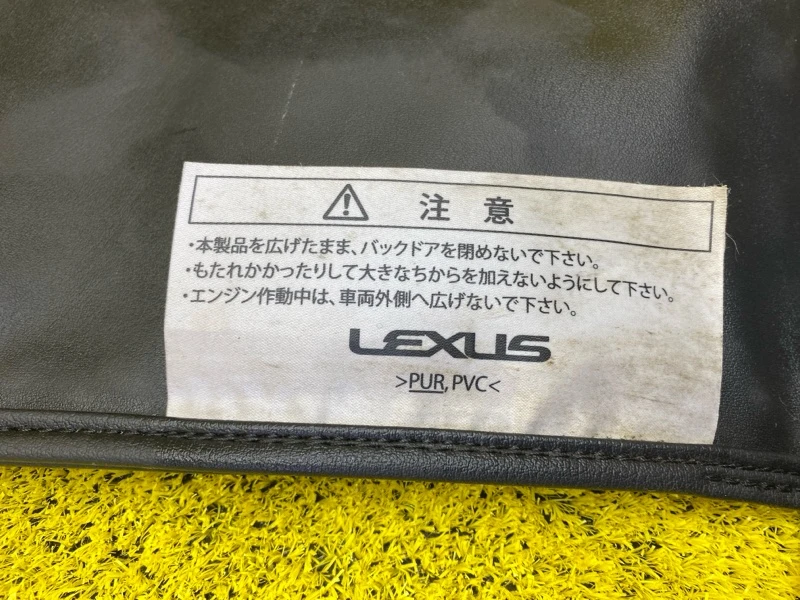 注意
・本製品を広げたまま、バックドアを閉めないで下さい。
・もたれかかったりして大きなちからを加えないようにして下さい。
・エンジン作動中は、車両外側へ広げないで下さい。
LEXUS
>PUR, PVC<